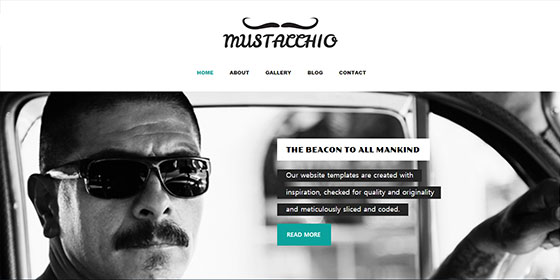 MUSTACCHIO
HOME ABOUT GALLERY BLOG CONTACT
THE BEACON TO ALL MANKIND
Our website templates are created with
inspiration, checked for quality and originality
and meticulously sliced and coded.
READ MORE